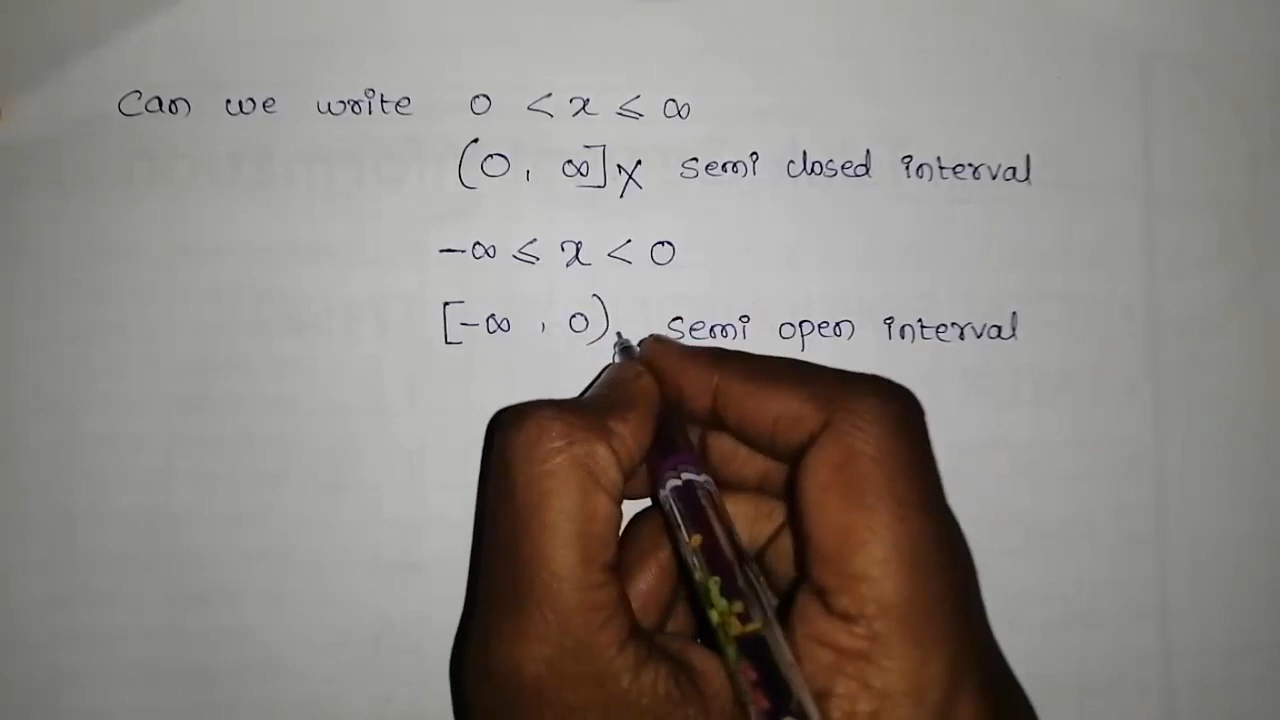 Can we write 0 < x ≤ ∞
(0, ∞] X semi closed interval
-∞ ≤ x < 0
[-∞, 0) semi open interval